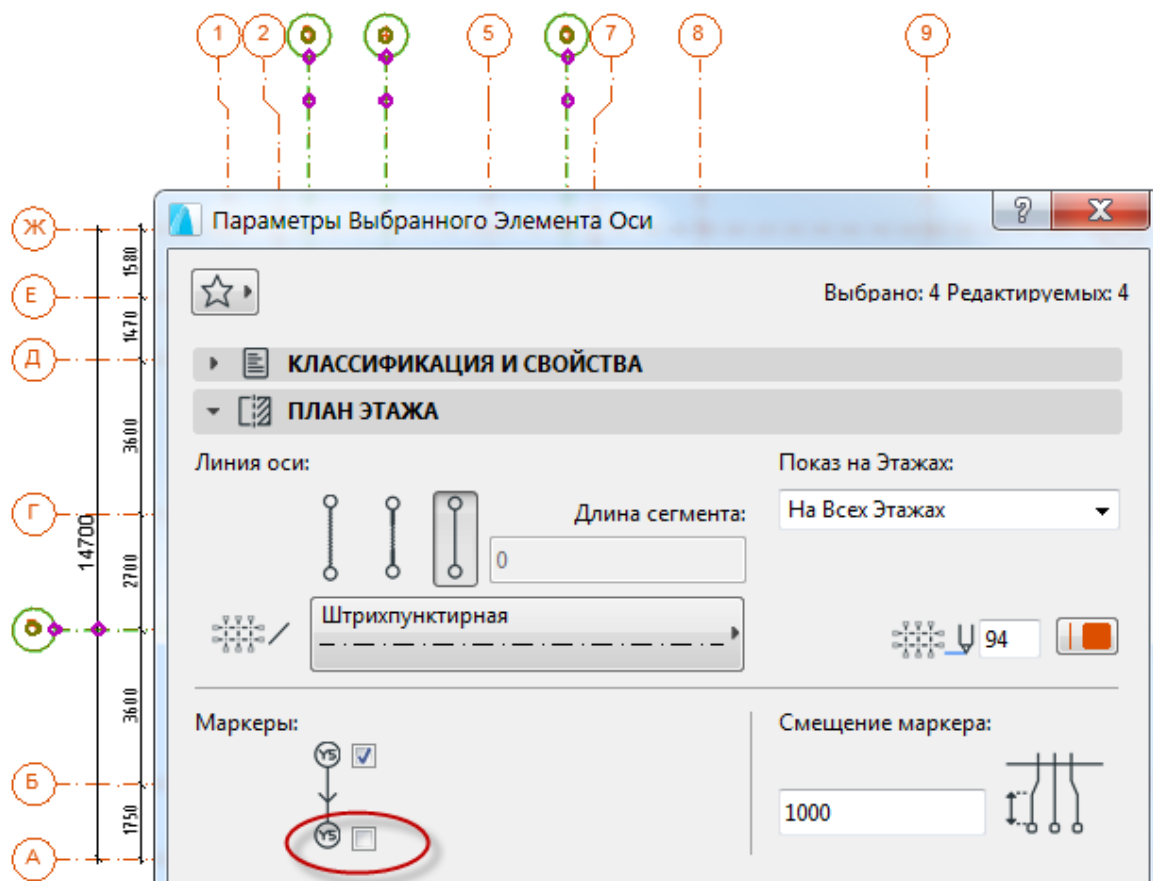 1 2 5 7 8 9
Параметры Выбранного Элемента Оси
Ж
1580
Е
Выбрано: 4 Редактируемых: 4
1470
Д
КЛАССИФИКАЦИЯ И СВОЙСТВА
ПЛАН ЭТАЖА
3600
Линия оси:
Показ на Этажах:
Г
Длина сегмента:
На Всех Этажах
14700
0
2700
Штрихпунктирная
94
3600
Маркеры:
Смещение маркера:
Y5
Б
1000
1750
Y5
А